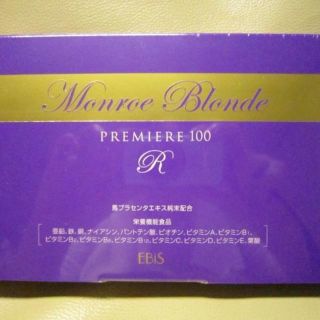 Monroe Blonde
PREMIERE 100
R
馬プラセンタエキス純末配合
栄養機能食品
亜鉛、鉄、銅、ナイアシン、パントテン酸、ビオチン、ビタミンA、ビタミンB1、
ビタミンB2、ビタミンB6、ビタミンB12、ビタミンC、ビタミンD、ビタミンE、葉酸
EBiS